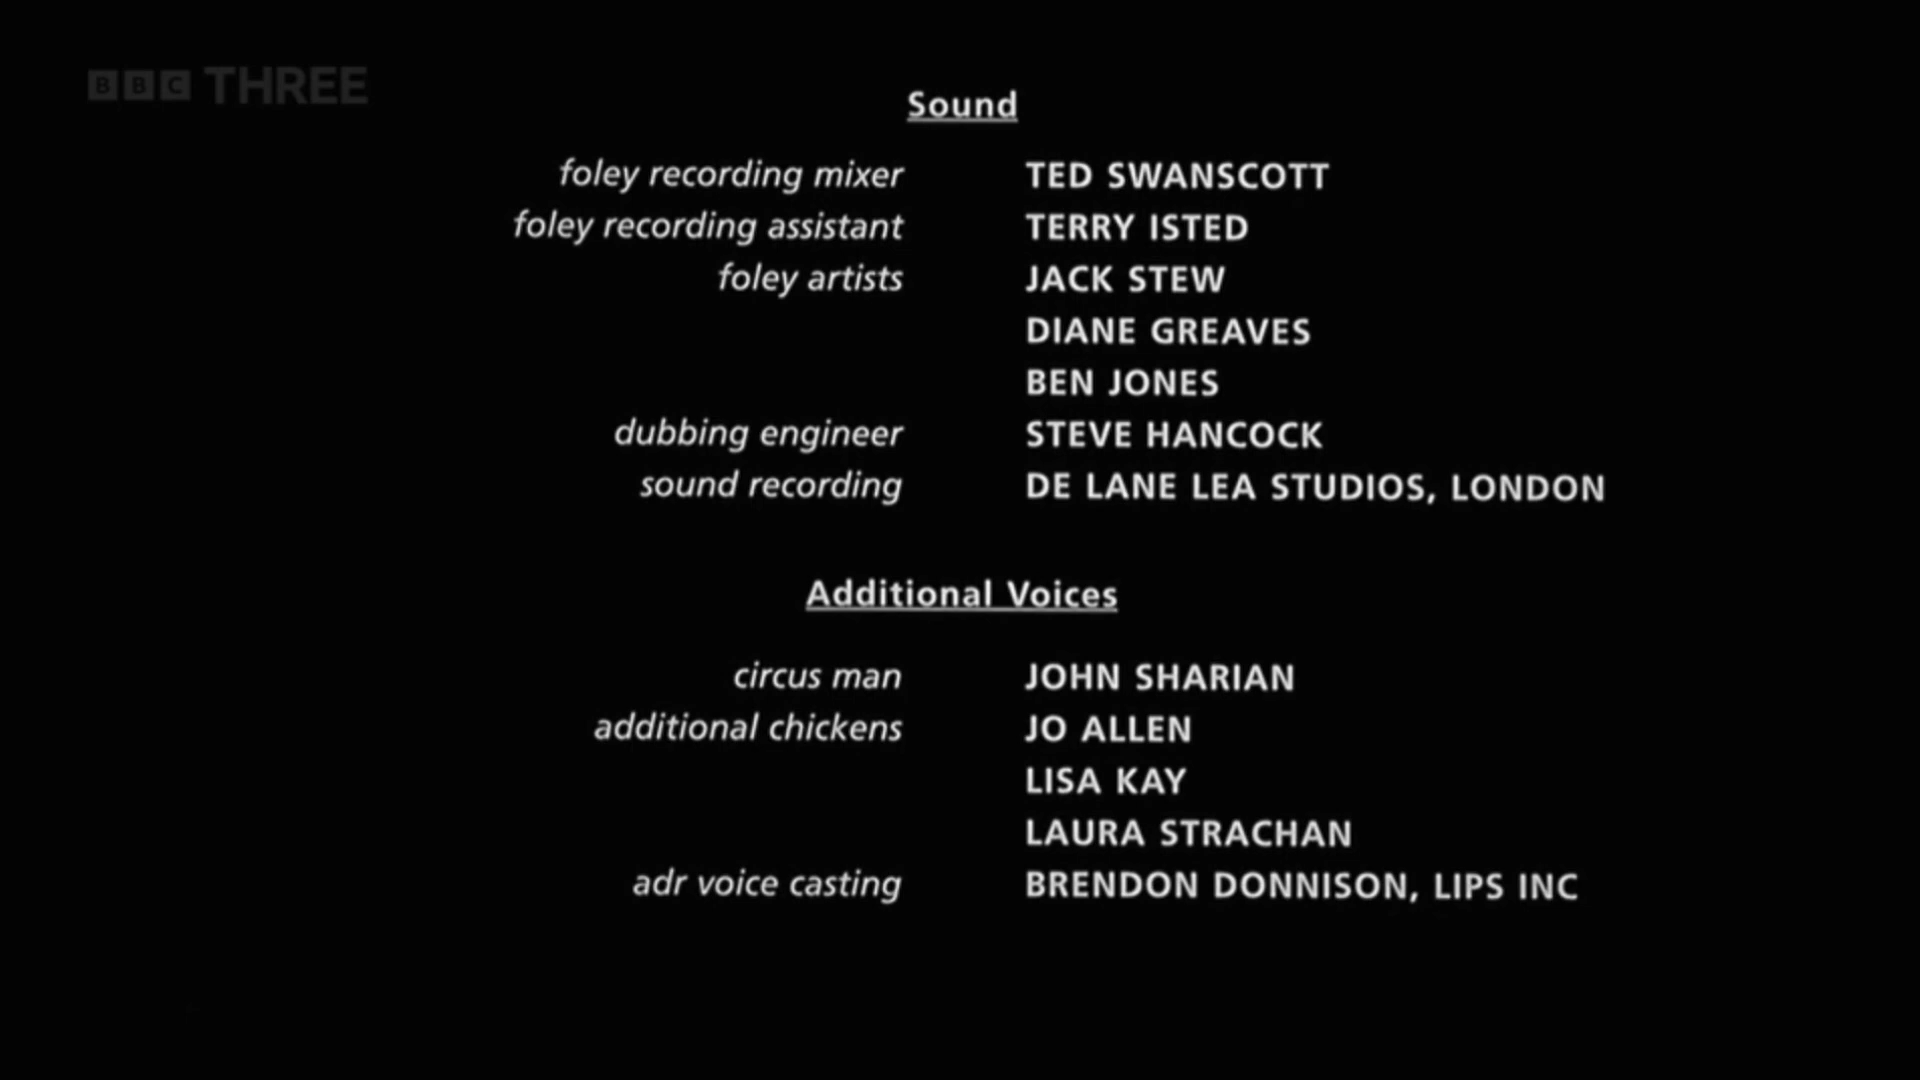 BBC THREE
Sound
foley recording mixer TED SWANSCOTT
foley recording assistant TERRY ISTED
foley artists JACK STEW
DIANE GREAVES
BEN JONES
dubbing engineer STEVE HANCOCK
sound recording DE LANE LEA STUDIOS, LONDON
Additional Voices
circus man JOHN SHARIAN
additional chickens JO ALLEN
LISA KAY
LAURA STRACHAN
adr voice casting BRENDON DONNISON, LIPS INC